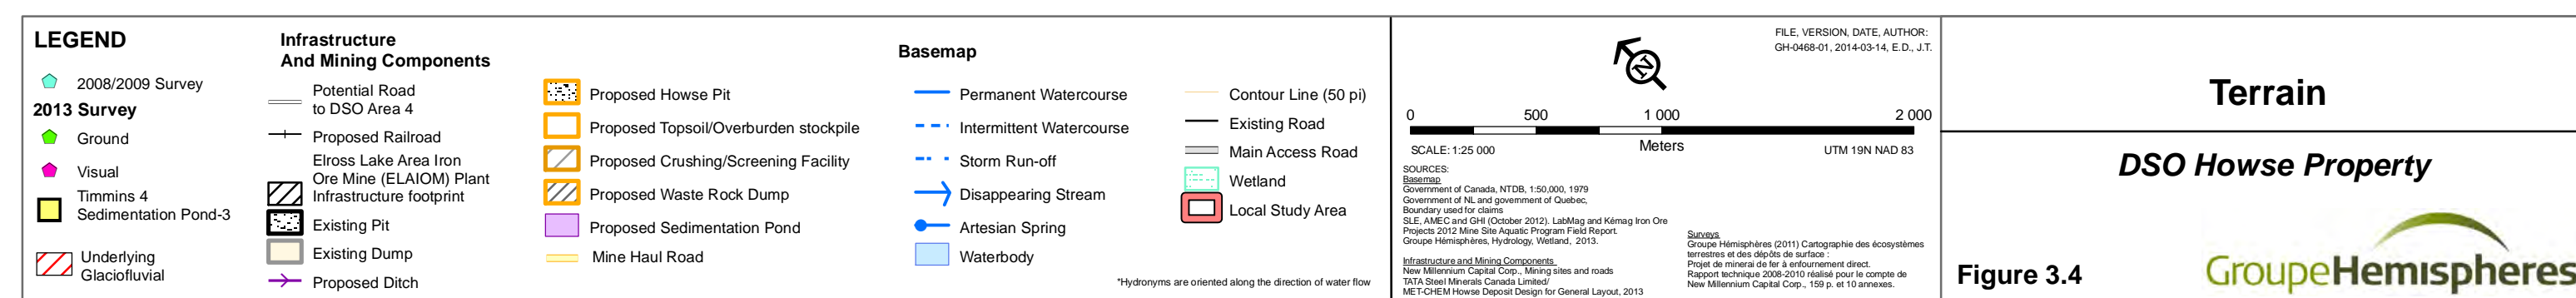 LEGEND
2008/2009 Survey
2013 Survey
Ground
Visual
Timmins 4
Sedimentation Pond-3
Underlying
Glaciofluvial
Infrastructure
And Mining Components
Potential Road
to DSO Area 4
Proposed Railroad
Elross Lake Area Iron
Ore Mine (ELAIOM) Plant
Infrastructure footprint
Existing Pit
Existing Dump
Proposed Ditch
Proposed Howse Pit
Proposed Topsoil/Overburden stockpile
Proposed Crushing/Screening Facility
Proposed Waste Rock Dump
Proposed Sedimentation Pond
Mine Haul Road
Basemap
Permanent Watercourse
Intermittent Watercourse
Storm Run-off
Disappearing Stream
Artesian Spring
Waterbody
Contour Line (50 pi)
Existing Road
Main Access Road
Wetland
Local Study Area
*Hydronyms are oriented along the direction of water flow
N
FILE, VERSION, DATE, AUTHOR:
GH-0468-01, 2014-03-14, E.D., J.T.
0 500 1 000 2 000
Meters
SCALE: 1:25 000
UTM 19N NAD 83
SOURCES:
Basemap
Government of Canada, NTDB, 1:50,000, 1979
Government of NL and government of Quebec,
Boundary used for claims
SLE, AMEC and GHI (October 2012). LabMag and Kémag Iron Ore
Projects 2012 Mine Site Aquatic Program Field Report.
Groupe Hémisphères, Hydrology, Wetland, 2013.
Infrastructure and Mining Components
New Millennium Capital Corp., Mining sites and roads
TATA Steel Minerals Canada Limited/
MET-CHEM Howse Deposit Design for General Layout, 2013
Surveys
Groupe Hémisphères (2011) Cartographie des écosystèmes
terrestres et des dépôts de surface :
Projet de minerai de fer à enfournement direct.
Rapport technique 2008-2010 réalisé pour le compte de
New Millennium Capital Corp., 159 p. et 10 annexes.
Terrain
DSO Howse Property
Figure 3.4
GroupeHemispheres